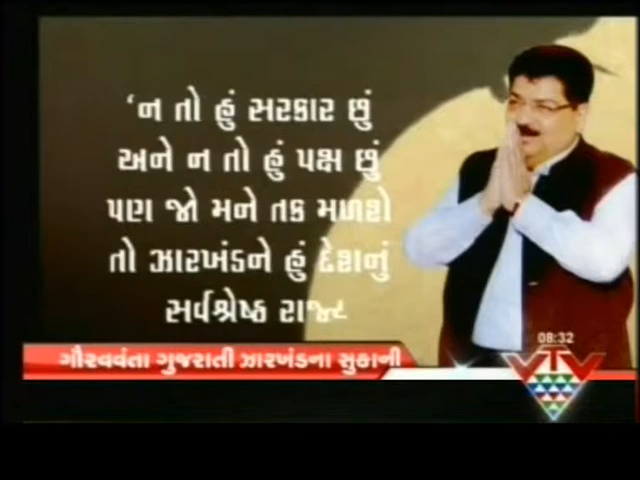 'ન તો હું સરકાર છું
અને ન તો હું પક્ષ છું
પણ જો મને તક મળશે
તો ઝારખંડને હું દેશનું
સર્વશ્રેષ્ઠ રાજ્ય
ગૌરવવંતા ગુજરાતી ઝારખંડના સુકાની
08:32
VTV